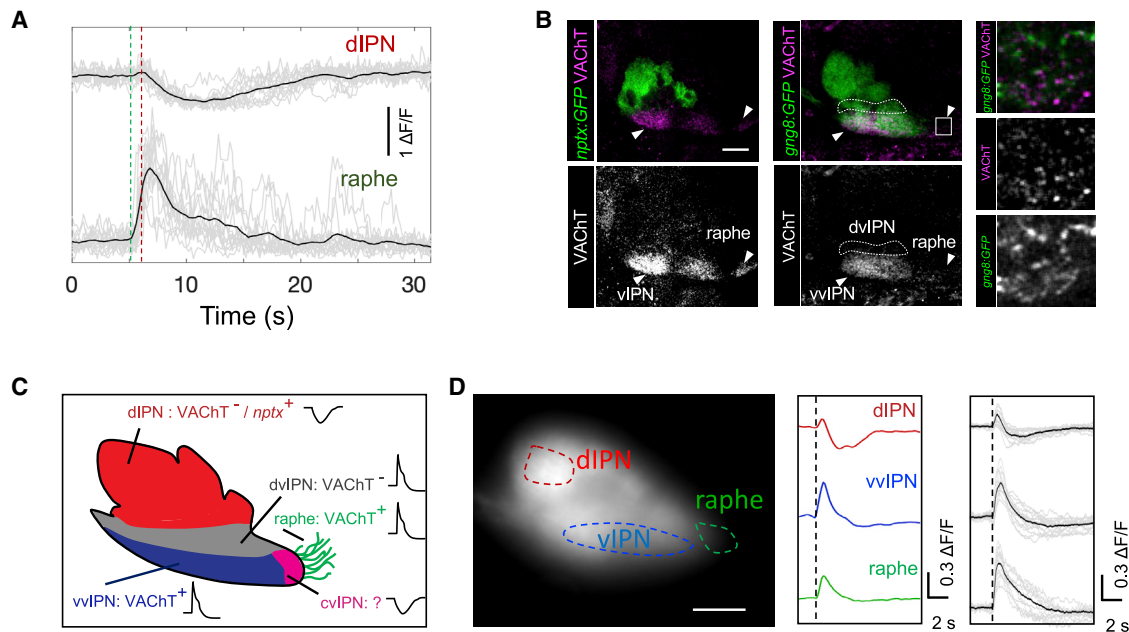 A
dIPN
1 ΔF/F
raphe
0
10
20
30
Time (s)
B
nptx:GFP VAChT
gng8:GFP VAChT
gng8:GFP VAChT
VAChT
VAChT
VAChT
gng8:GFP
raphe
vIPN
dvIPN
raphe
vvIPN
C
dIPN : VAChT⁻ / nptx⁺
dvIPN: VAChT⁻
raphe: VAChT⁺
vvIPN: VAChT⁺
cvIPN: ?
D
dIPN
raphe
vIPN
dIPN
vvIPN
raphe
0.3 ΔF/F
2 s
0.3 ΔF/F
2 s